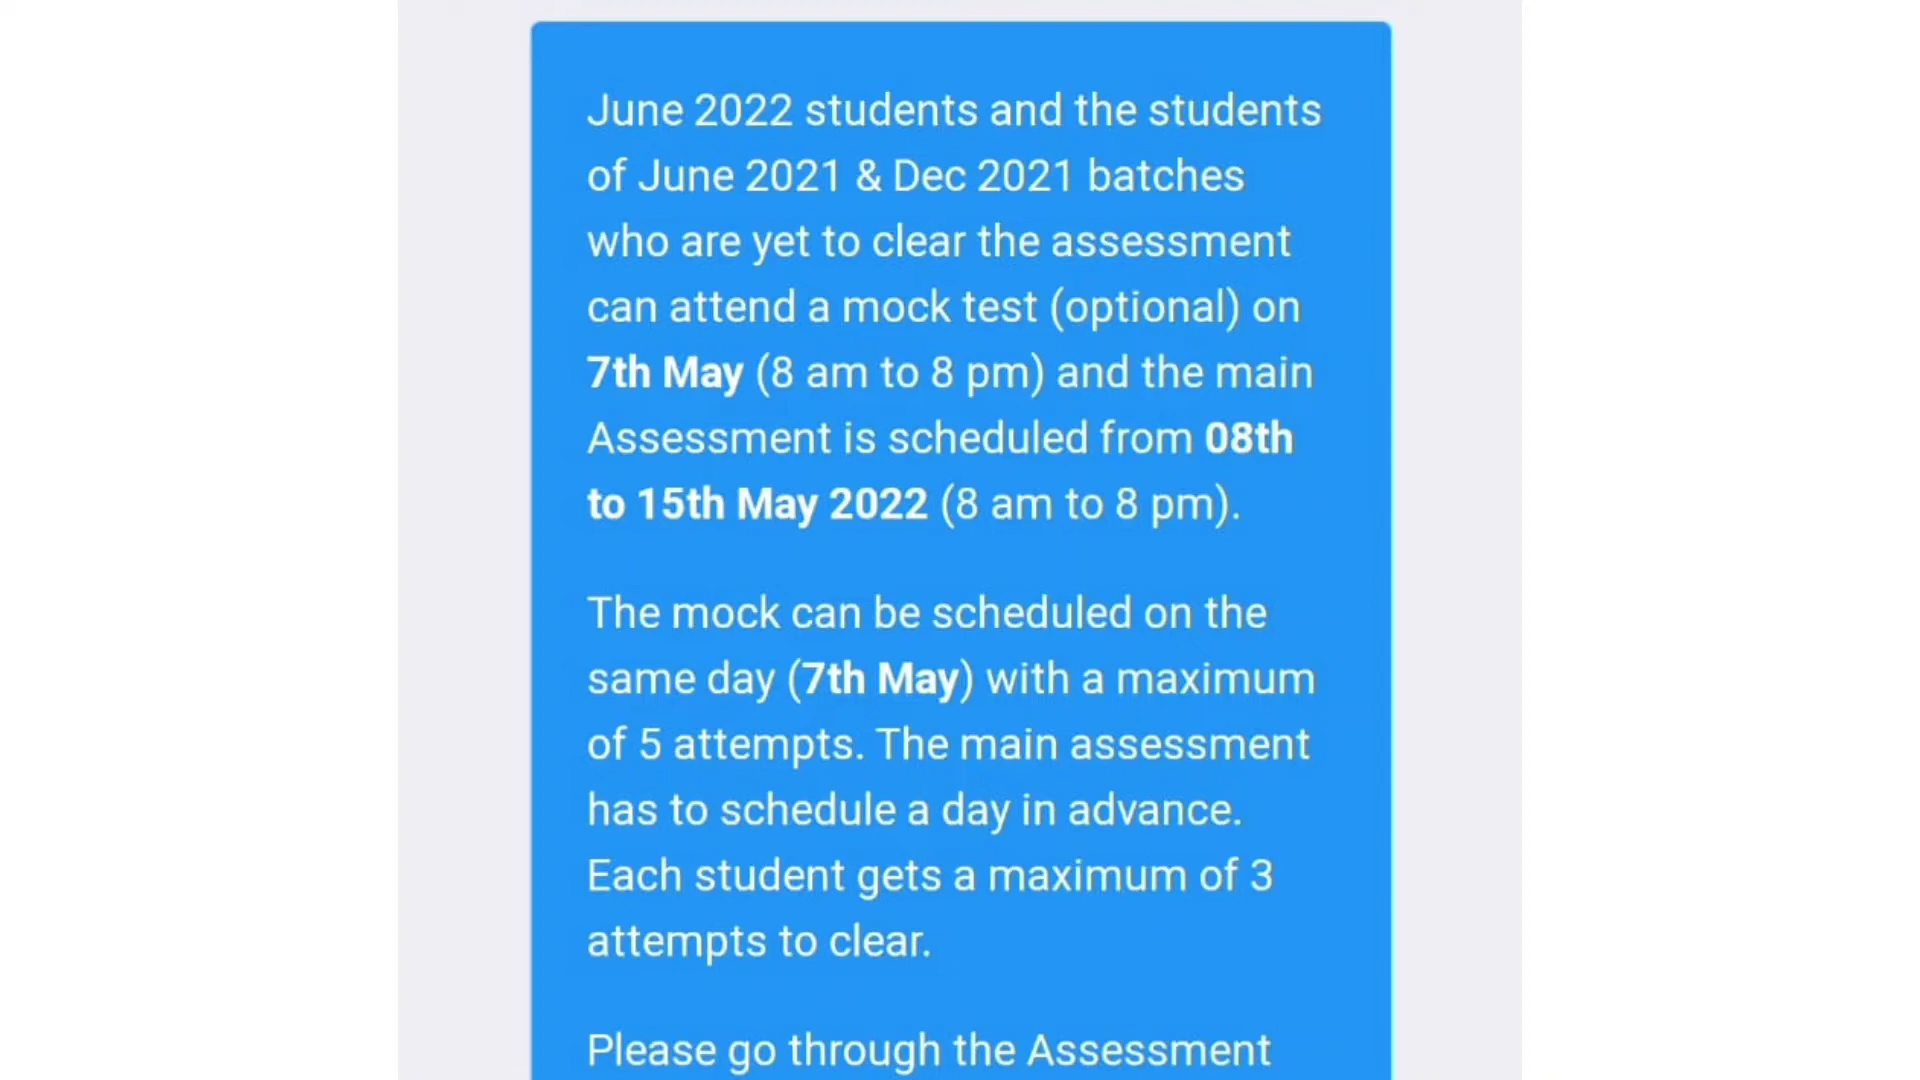 June 2022 students and the students
of June 2021 & Dec 2021 batches
who are yet to clear the assessment
can attend a mock test (optional) on
7th May (8 am to 8 pm) and the main
Assessment is scheduled from 08th
to 15th May 2022 (8 am to 8 pm).
The mock can be scheduled on the
same day (7th May) with a maximum
of 5 attempts. The main assessment
has to schedule a day in advance.
Each student gets a maximum of 3
attempts to clear.
Please go through the Assessment